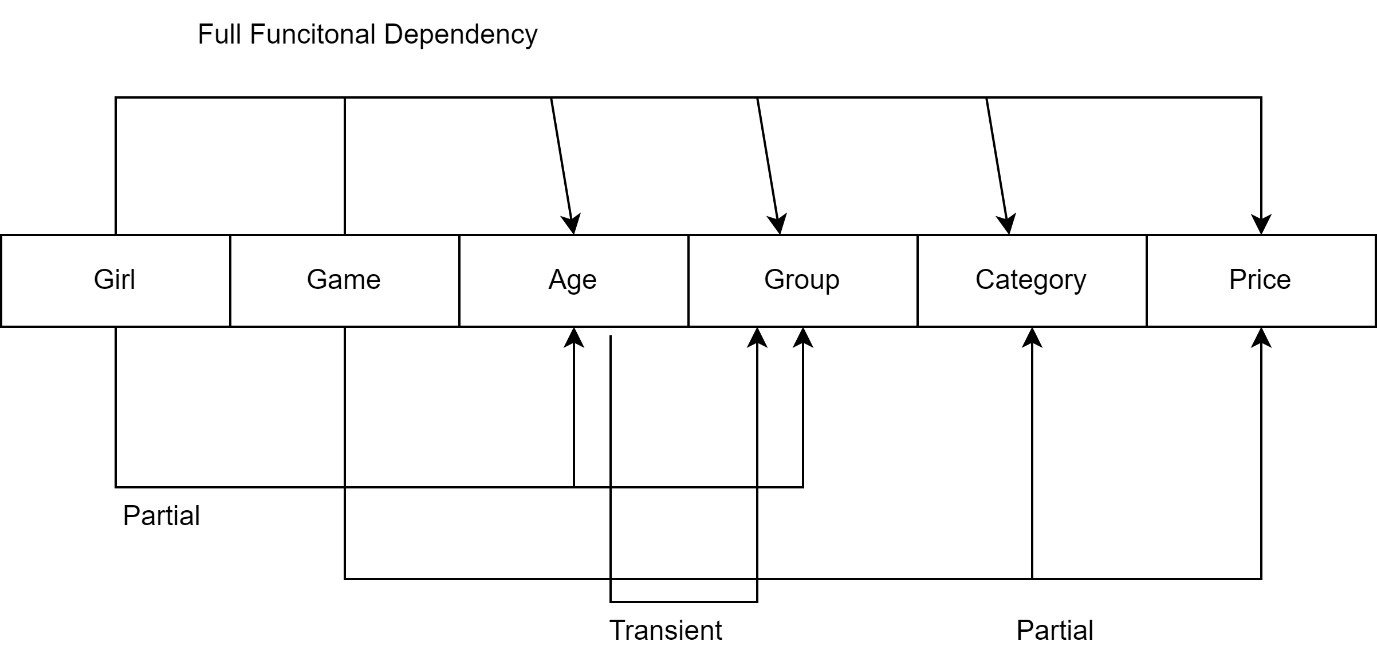 Full Funcitonal Dependency
Girl Game Age Group Category Price
Partial
Transient Partial